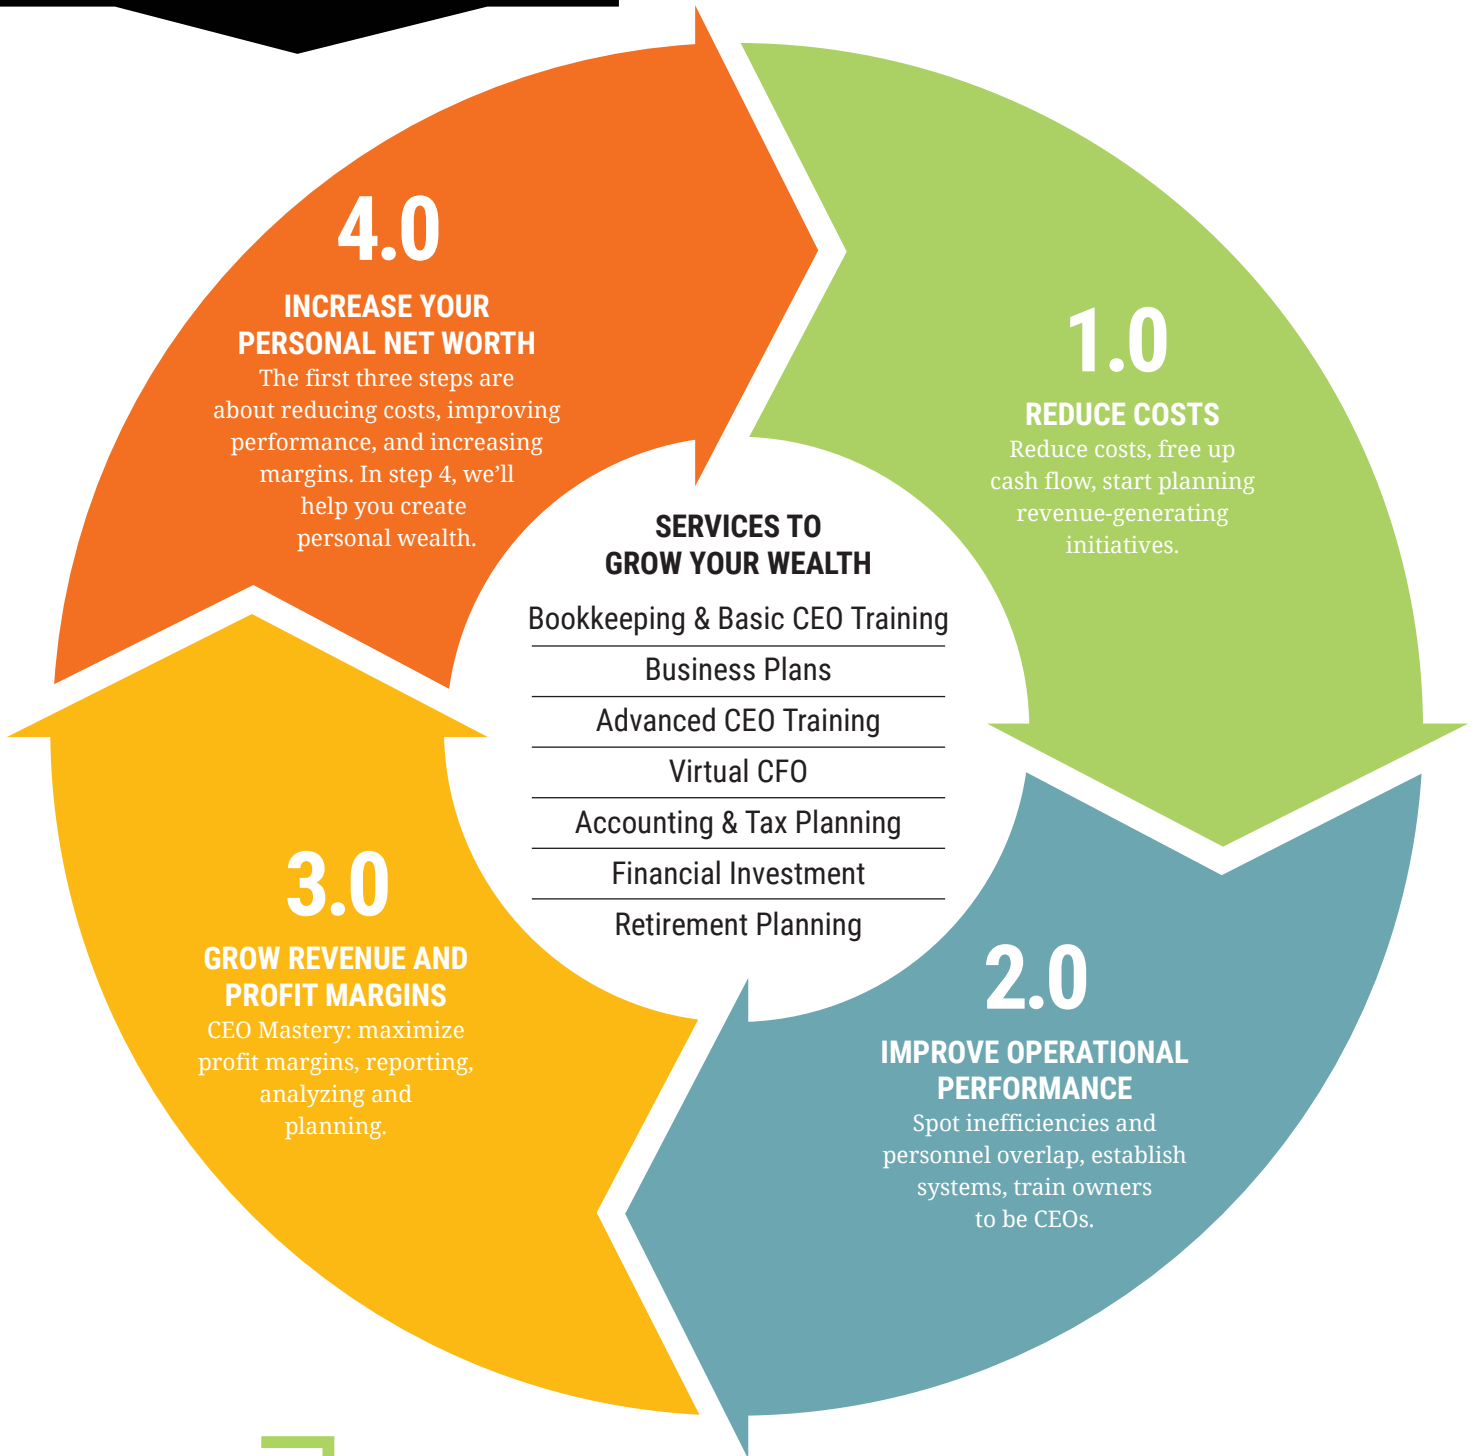 4.0
INCREASE YOUR
PERSONAL NET WORTH
The first three steps are
about reducing costs, improving
performance, and increasing
margins. In step 4, we’ll
help you create
personal wealth.
1.0
REDUCE COSTS
Reduce costs, free up
cash flow, start planning
revenue-generating
initiatives.
SERVICES TO
GROW YOUR WEALTH
Bookkeeping & Basic CEO Training
Business Plans
Advanced CEO Training
Virtual CFO
Accounting & Tax Planning
Financial Investment
Retirement Planning
3.0
GROW REVENUE AND
PROFIT MARGINS
CEO Mastery: maximize
profit margins, reporting,
analyzing and
planning.
2.0
IMPROVE OPERATIONAL
PERFORMANCE
Spot inefficiencies and
personnel overlap, establish
systems, train owners
to be CEOs.